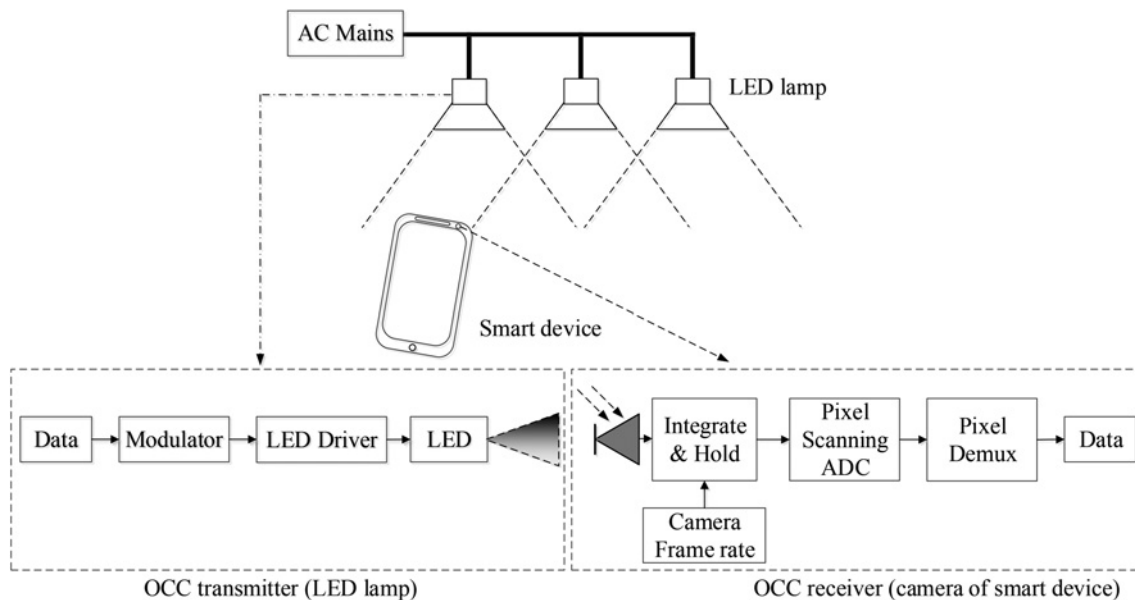 AC Mains
LED lamp
Smart device
Data
Modulator
LED Driver
LED
Integrate
& Hold
Pixel
Scanning
ADC
Pixel
Demux
Data
Camera
Frame rate
OCC transmitter (LED lamp)
OCC receiver (camera of smart device)